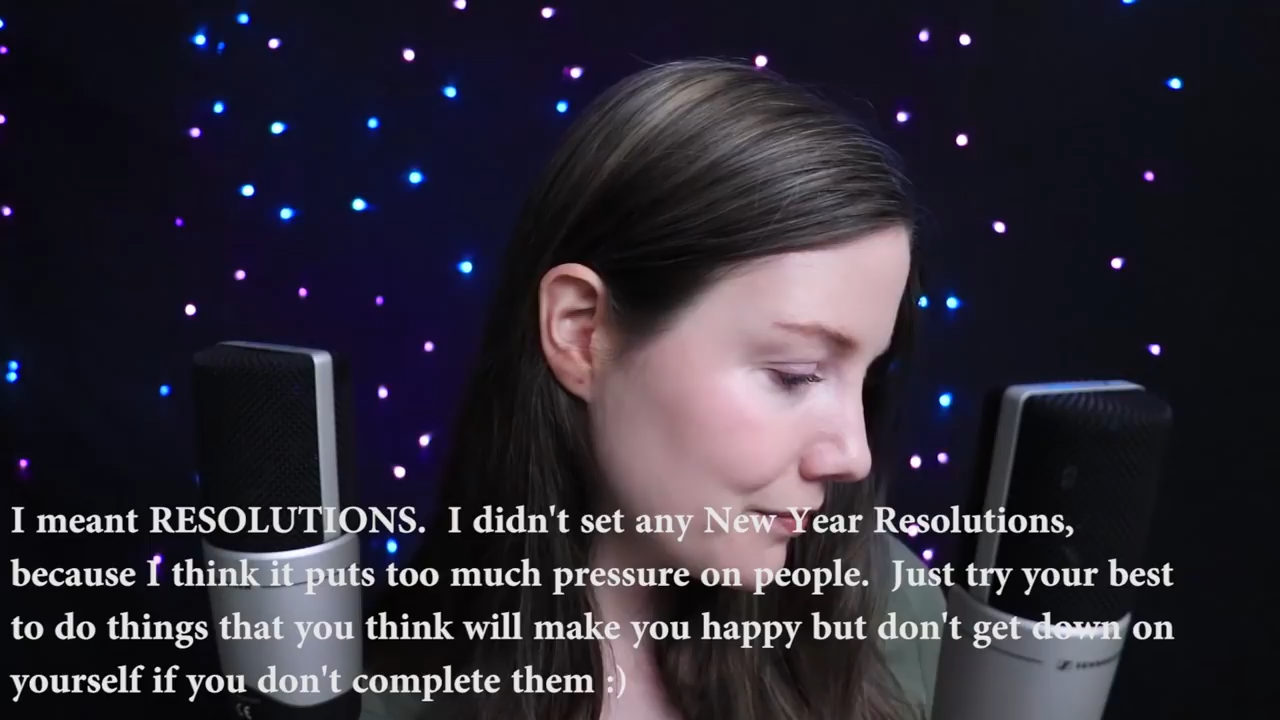 I meant RESOLUTIONS.  I didn't set any New Year Resolutions,
because I think it puts too much pressure on people.  Just try your best
to do things that you think will make you happy but don't get down on
yourself if you don't complete them :)
CE